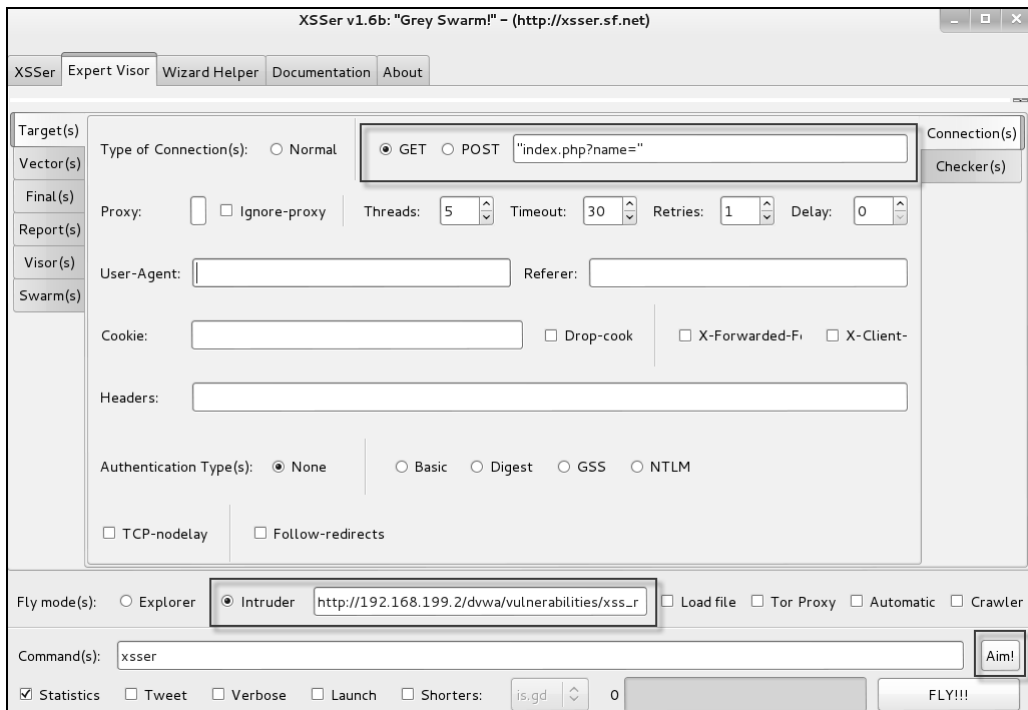 XSSer v1.6b: "Grey Swarm!" – (http://xsser.sf.net)
XSSer Expert Visor Wizard Helper Documentation About
Target(s)
Vector(s)
Final(s)
Report(s)
Visor(s)
Swarm(s)
Type of Connection(s): Normal GET POST "index.php?name="
Connection(s)
Checker(s)
Proxy: Ignore-proxy Threads: 5 Timeout: 30 Retries: 1 Delay: 0
User-Agent: Referer:
Cookie: Drop-cook X-Forwarded-F X-Client-
Headers:
Authentication Type(s): None Basic Digest GSS NTLM
TCP-nodelay Follow-redirects
Fly mode(s): Explorer Intruder http://192.168.199.2/dvwa/vulnerabilities/xss_r Load file Tor Proxy Automatic Crawler
Command(s): xsser Aim!
Statistics Tweet Verbose Launch Shorters: is.gd 0 FLY!!!